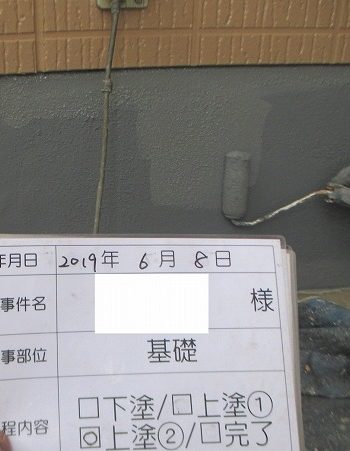 年月日 2019年 6月 8日
事件名 様
事部位 基礎
程内容 □下塗/□上塗①
☑上塗②/□完了